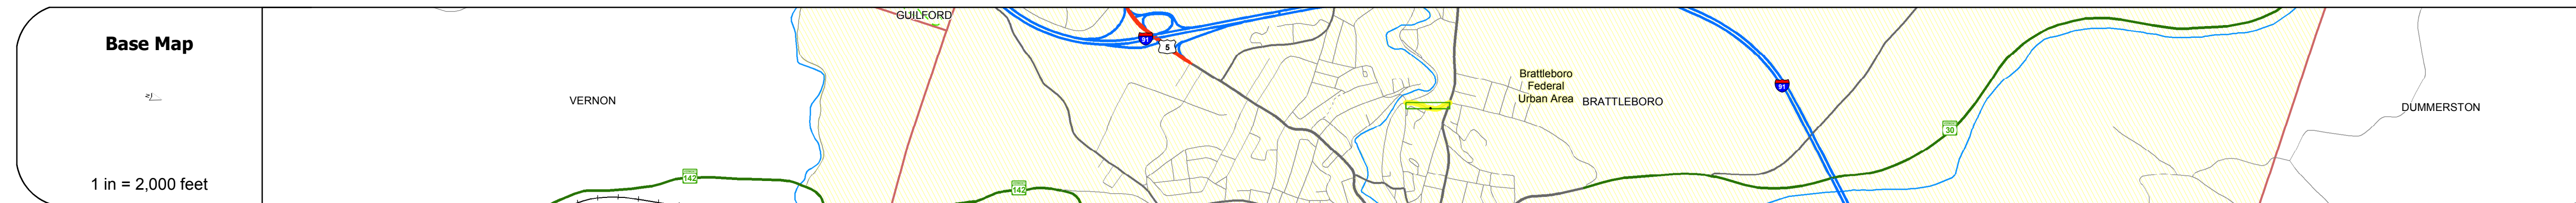 Base Map
N
1 in = 2,000 feet
VERNON
142
GUILFORD
91
5
142
Brattleboro
Federal
Urban Area
BRATTLEBORO
91
30
DUMMERSTON